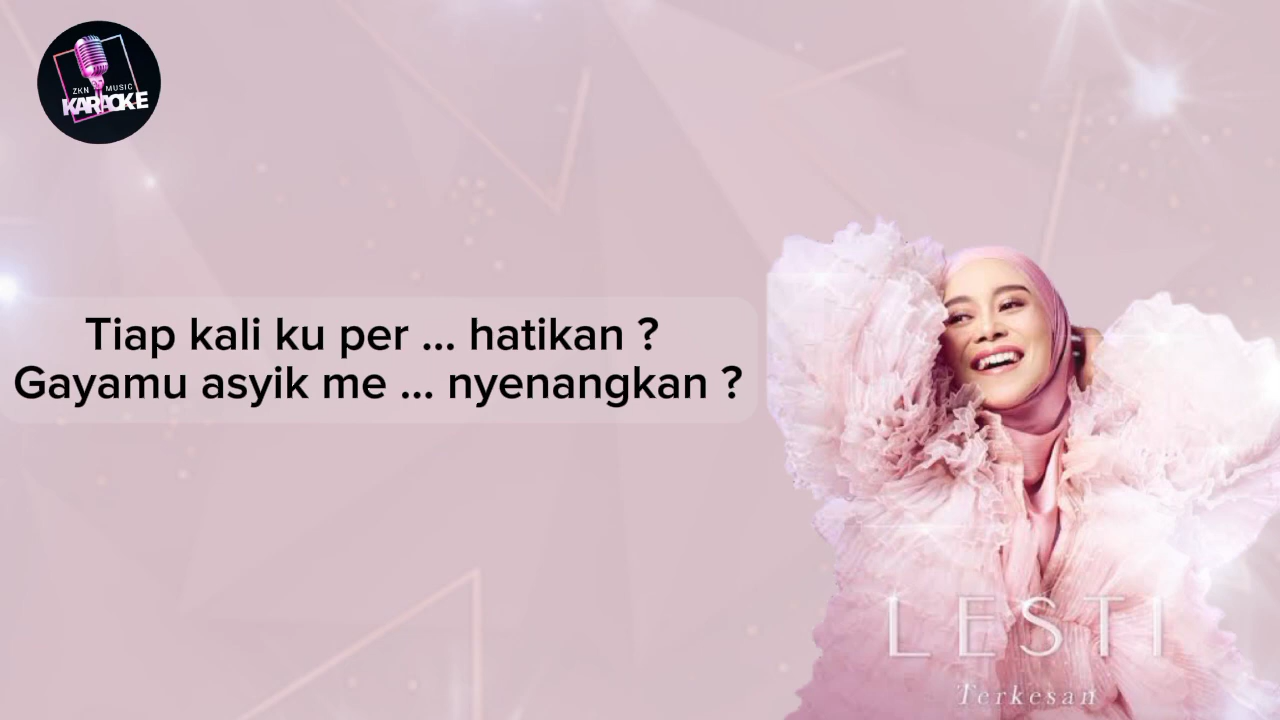 ZKN MUSIC
KARAOKE
Tiap kali ku per ... hatikan ?
Gayamu asyik me ... nyenangkan ?
LESTI
Terkesan